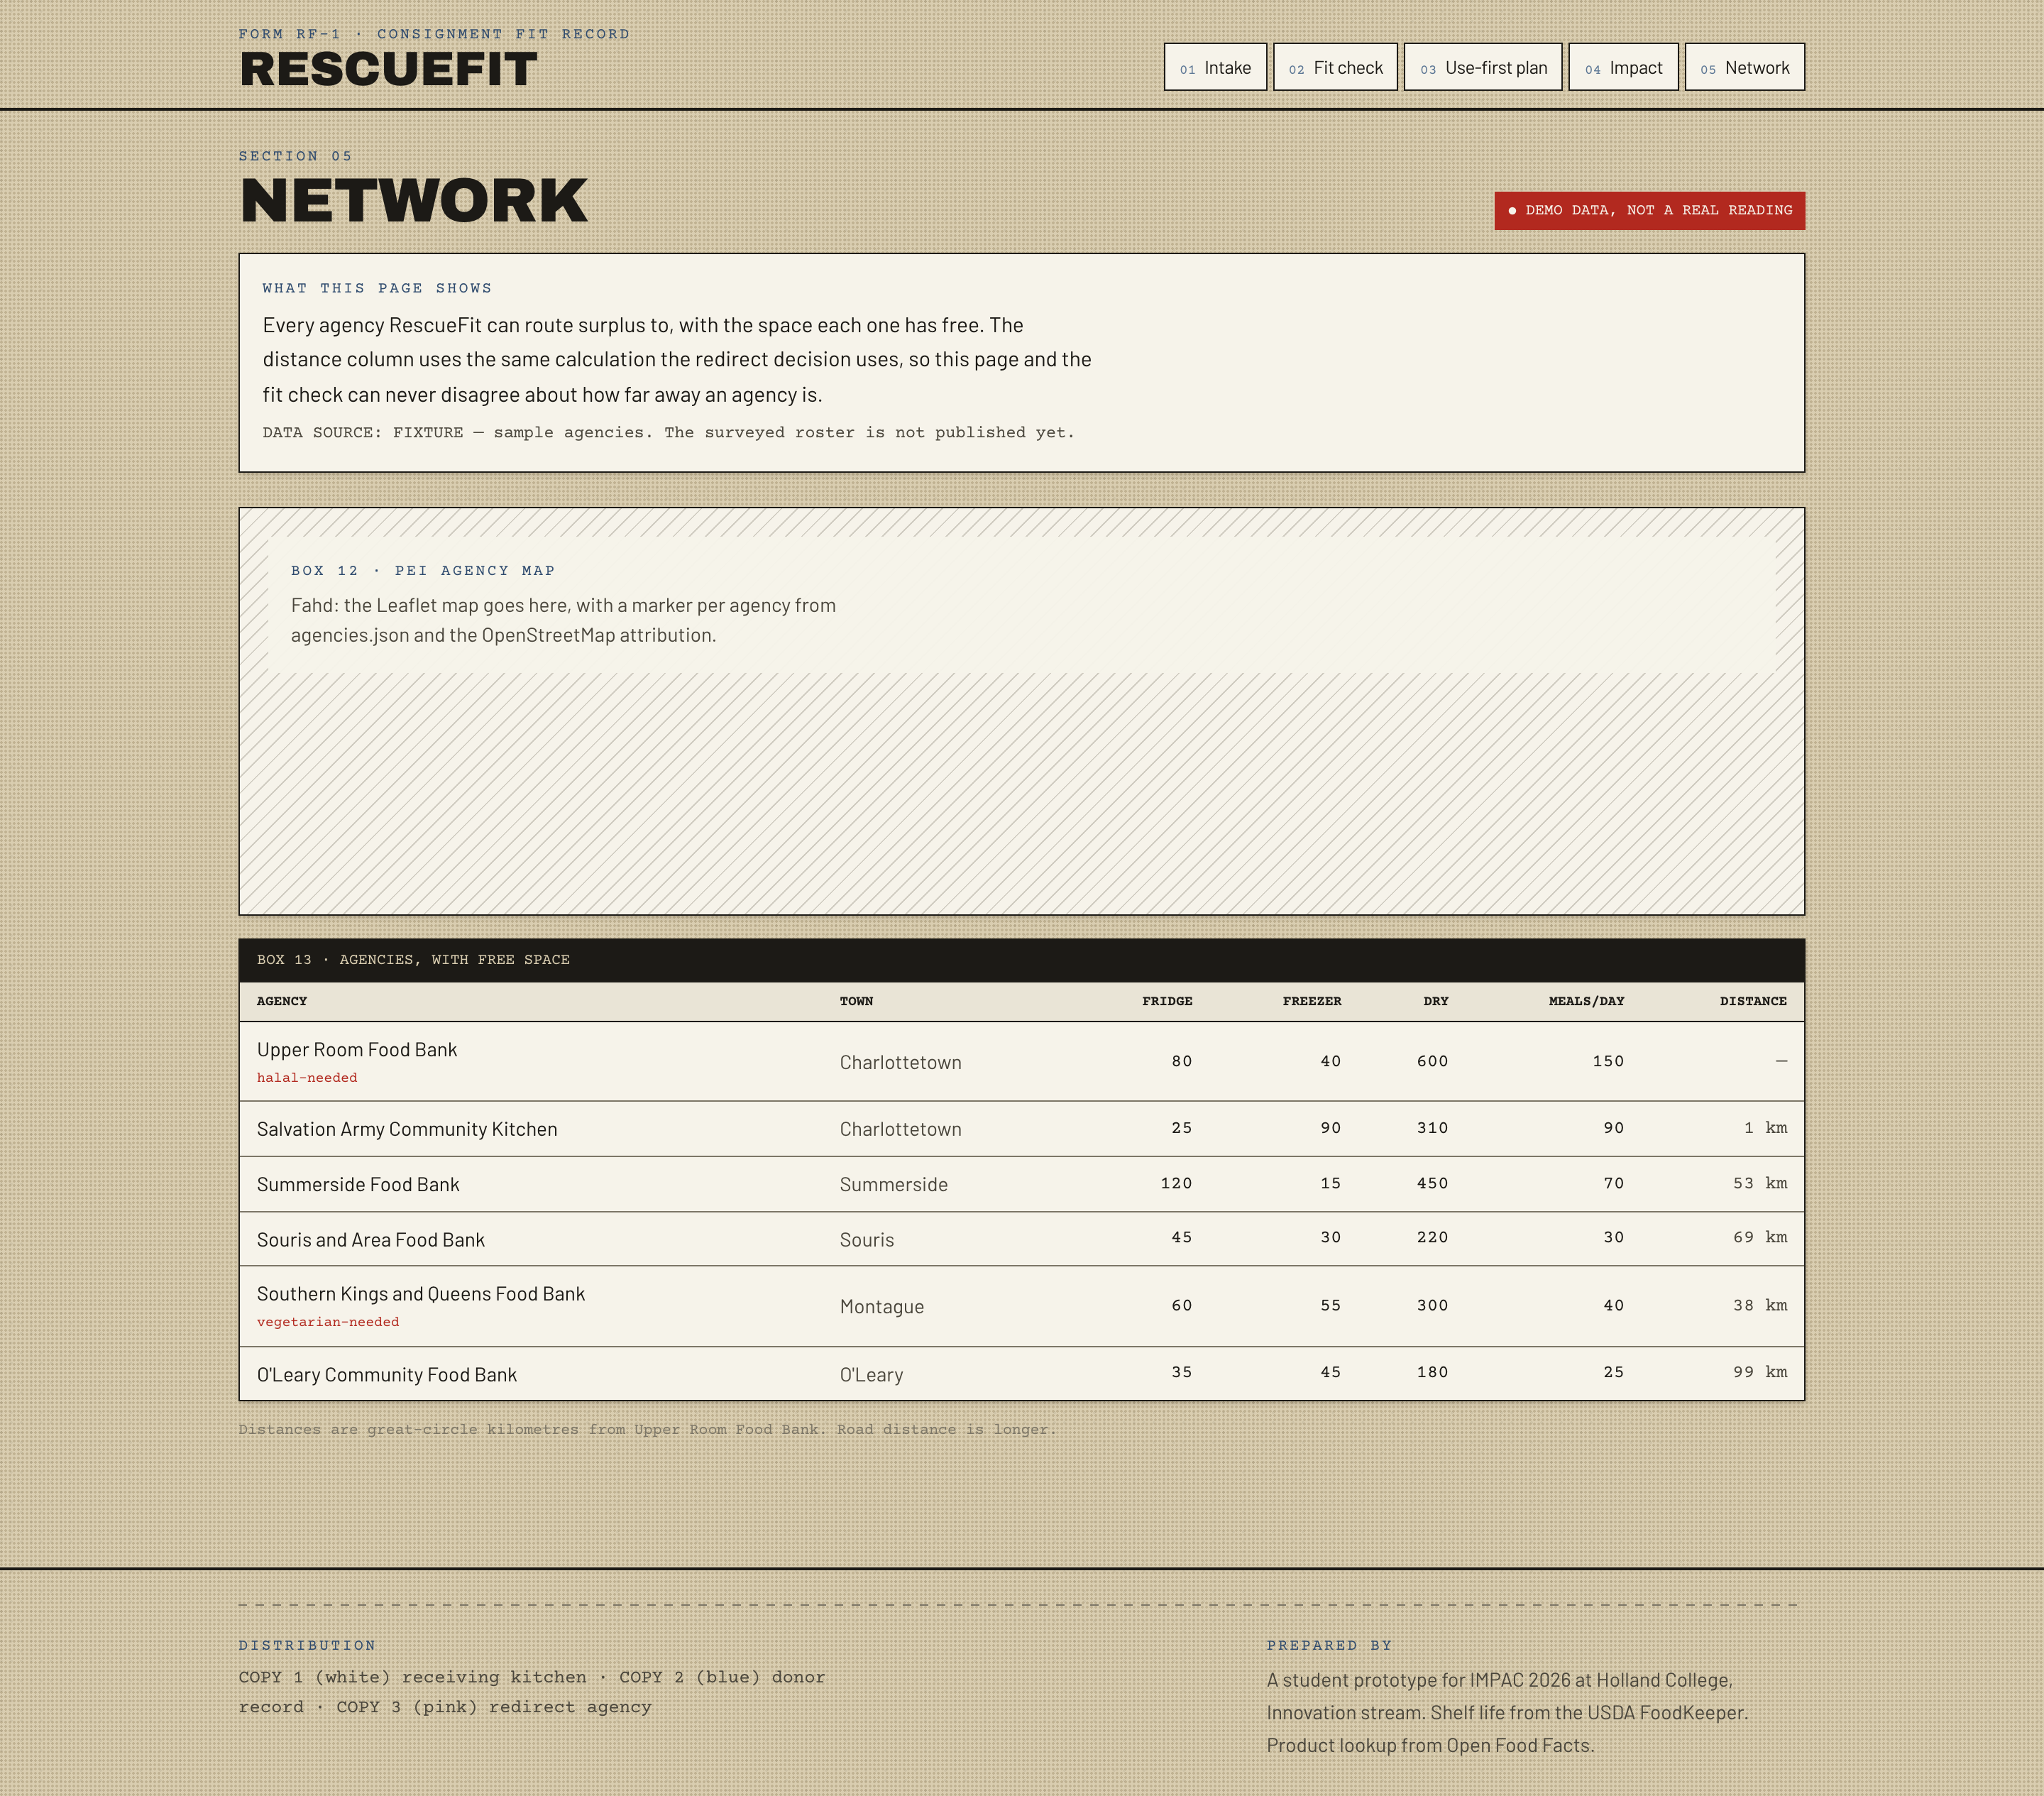 FORM RF-1 · CONSIGNMENT FIT RECORD
RESCUEFIT
01 Intake
02 Fit check
03 Use-first plan
04 Impact
05 Network
SECTION 05
NETWORK
● DEMO DATA, NOT A REAL READING
WHAT THIS PAGE SHOWS
Every agency RescueFit can route surplus to, with the space each one has free. The
distance column uses the same calculation the redirect decision uses, so this page and the
fit check can never disagree about how far away an agency is.
DATA SOURCE: FIXTURE — sample agencies. The surveyed roster is not published yet.
BOX 12 · PEI AGENCY MAP
Fahd: the Leaflet map goes here, with a marker per agency from
agencies.json and the OpenStreetMap attribution.
BOX 13 · AGENCIES, WITH FREE SPACE
AGENCY TOWN FRIDGE FREEZER DRY MEALS/DAY DISTANCE
Upper Room Food Bank
halal-needed
Charlottetown 80 40 600 150 —
Salvation Army Community Kitchen Charlottetown 25 90 310 90 1 km
Summerside Food Bank Summerside 120 15 450 70 53 km
Souris and Area Food Bank Souris 45 30 220 30 69 km
Southern Kings and Queens Food Bank
vegetarian-needed
Montague 60 55 300 40 38 km
O'Leary Community Food Bank O'Leary 35 45 180 25 99 km
Distances are great-circle kilometres from Upper Room Food Bank. Road distance is longer.
DISTRIBUTION
COPY 1 (white) receiving kitchen · COPY 2 (blue) donor
record · COPY 3 (pink) redirect agency
PREPARED BY
A student prototype for IMPAC 2026 at Holland College,
Innovation stream. Shelf life from the USDA FoodKeeper.
Product lookup from Open Food Facts.